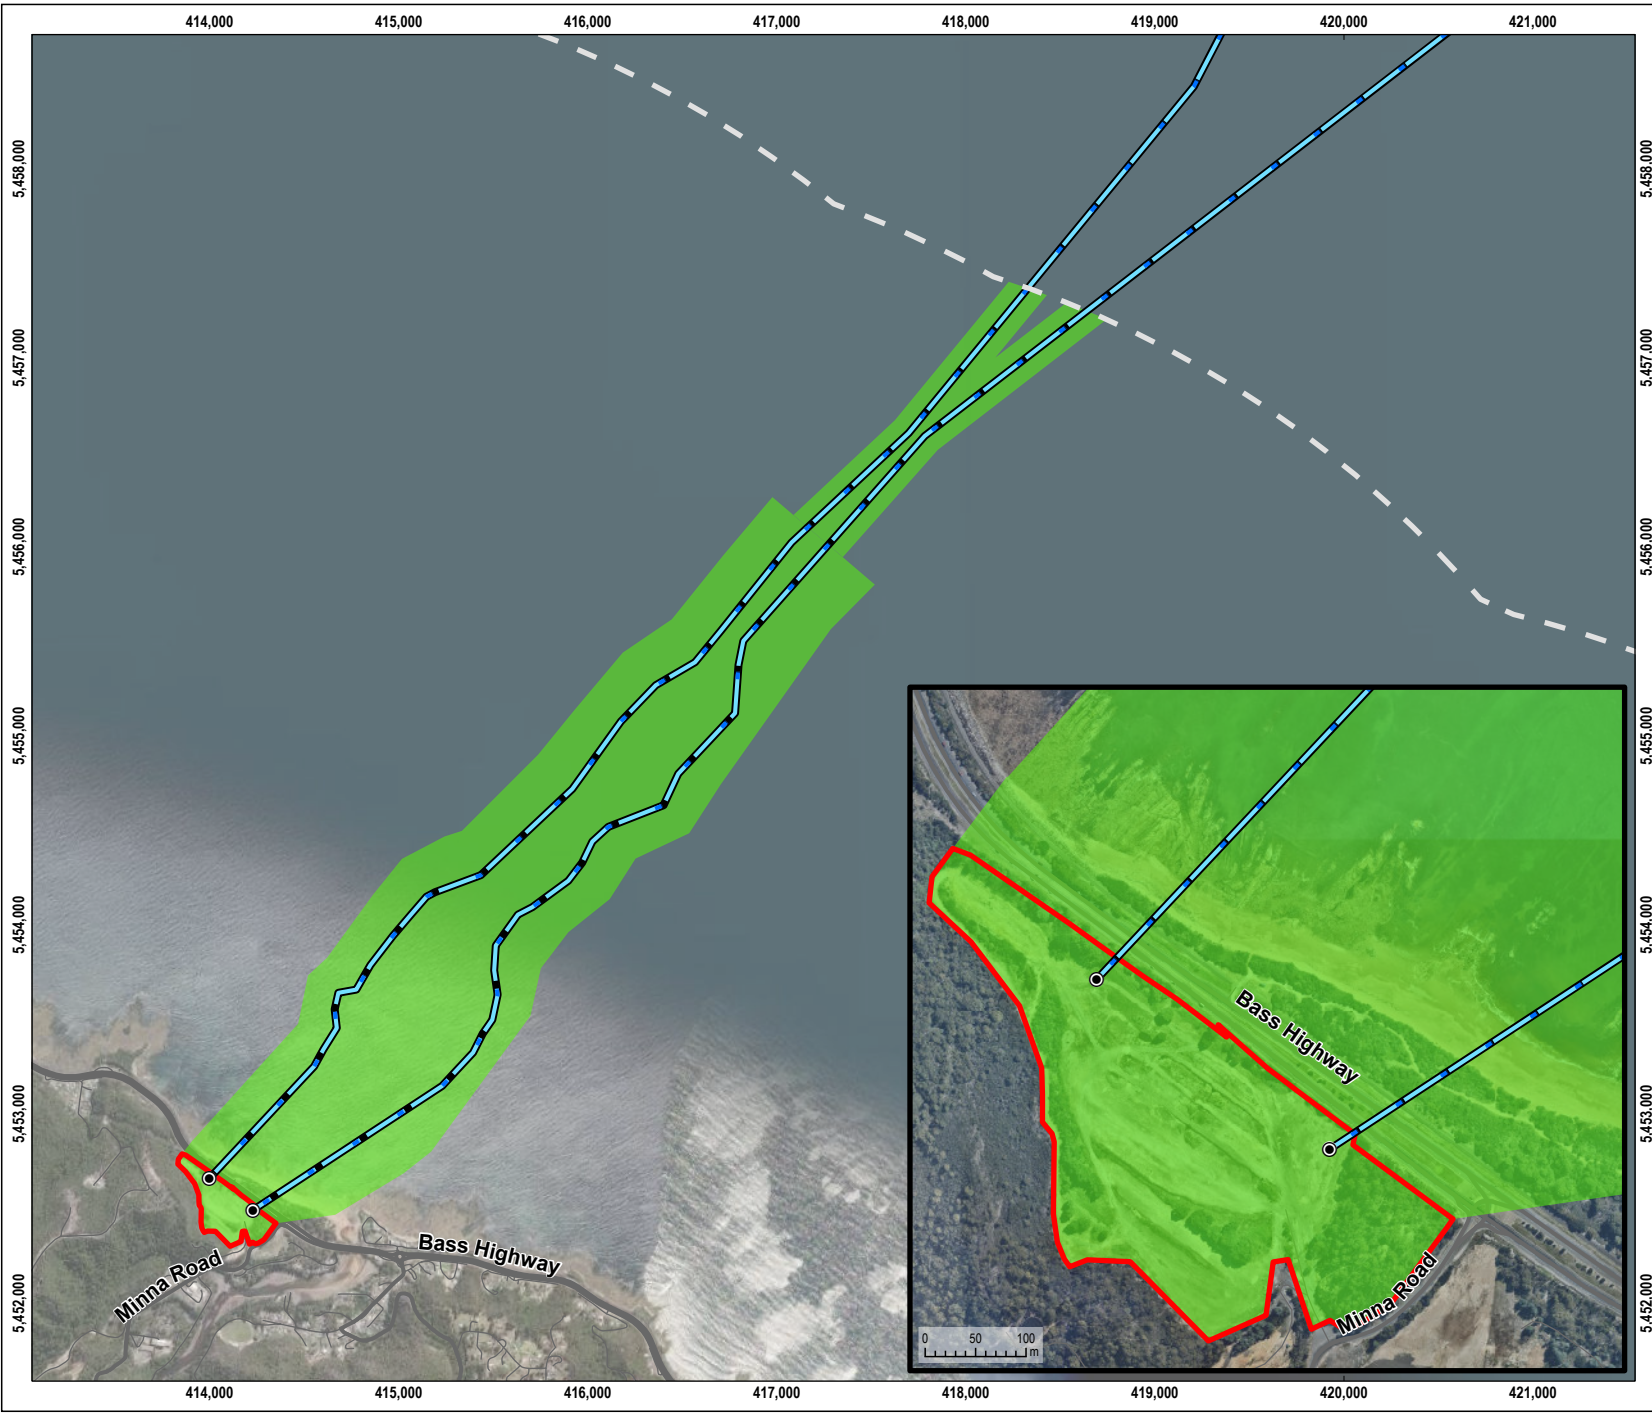 414,000 415,000 416,000 417,000 418,000 419,000 420,000 421,000
5,458,000 5,458,000
5,457,000 5,457,000
5,456,000 5,456,000
5,455,000 5,455,000
5,454,000 5,454,000
Bass Highway
5,453,000 5,453,000
Bass Highway
Minna Road
Minna Road
5,452,000 5,452,000
0 50 100
m
414,000 415,000 416,000 417,000 418,000 419,000 420,000 421,000